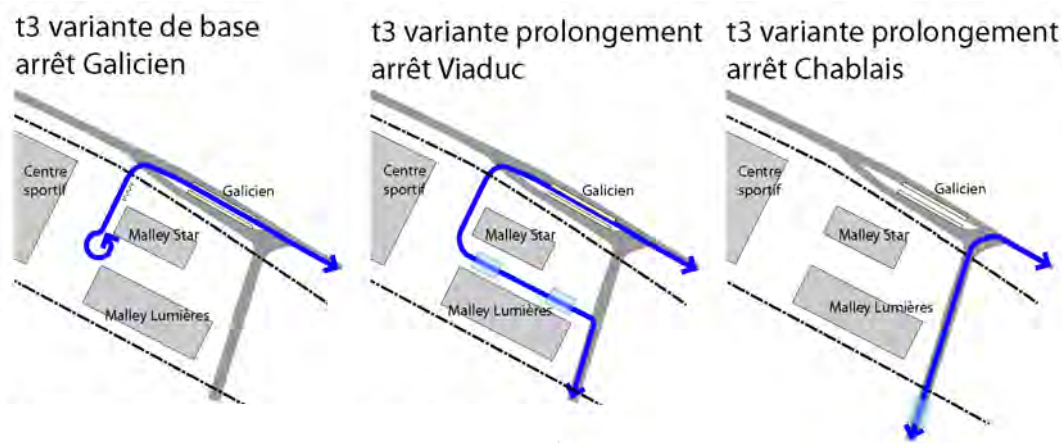 t3 variante de base
arrêt Galicien
Centre
sportif
Galicien
Malley Star
Malley Lumières
t3 variante prolongement
arrêt Viaduc
Centre
sportif
Galicien
Malley Star
Malley Lumières
t3 variante prolongement
arrêt Chablais
Centre
sportif
Galicien
Malley Star
Malley Lumières